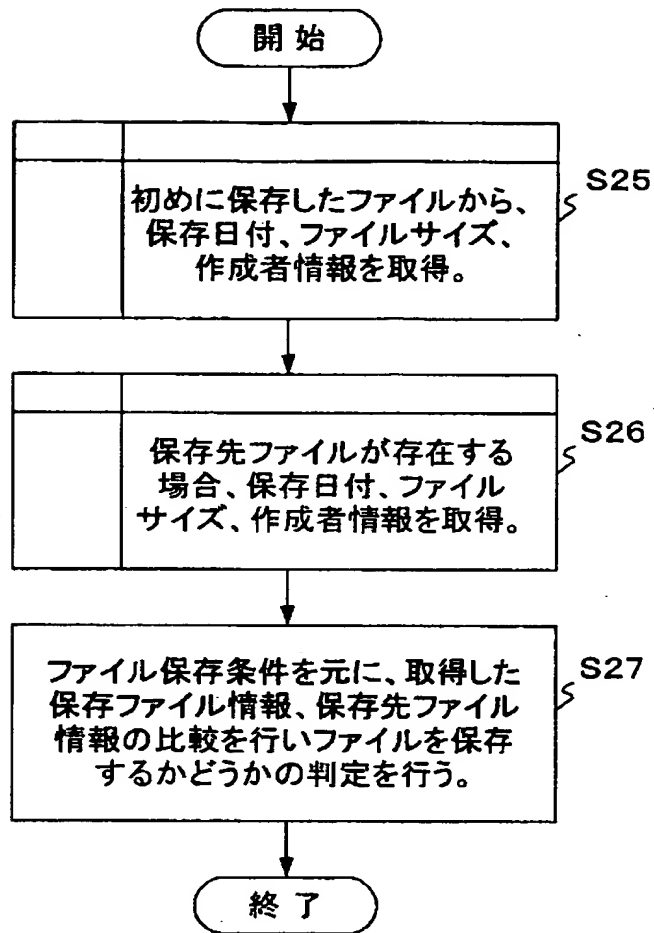 開始
初めに保存したファイルから、
保存日付、ファイルサイズ、
作成者情報を取得。
S25
保存先ファイルが存在する
場合、保存日付、ファイル
サイズ、作成者情報を取得。
S26
ファイル保存条件を元に、取得した
保存ファイル情報、保存先ファイル
情報の比較を行いファイルを保存
するかどうかの判定を行う。
S27
終了